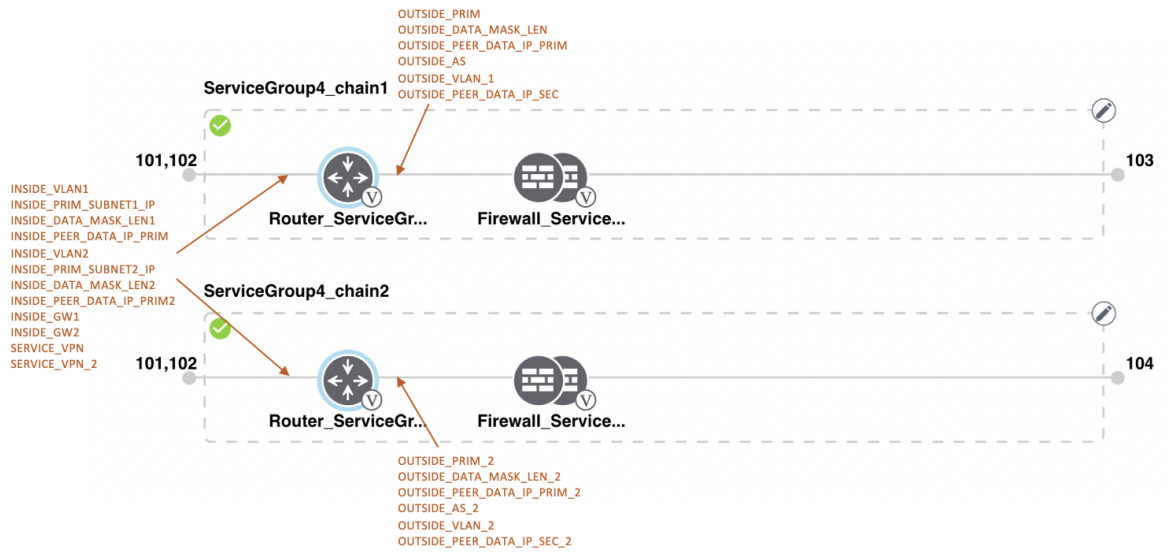 OUTSIDE_PRIM
OUTSIDE_DATA_MASK_LEN
OUTSIDE_PEER_DATA_IP_PRIM
OUTSIDE_AS
OUTSIDE_VLAN_1
OUTSIDE_PEER_DATA_IP_SEC
ServiceGroup4_chain1
101,102
103
V
V
Router_ServiceGr...
Firewall_Service...
INSIDE_VLAN1
INSIDE_PRIM_SUBNET1_IP
INSIDE_DATA_MASK_LEN1
INSIDE_PEER_DATA_IP_PRIM
INSIDE_VLAN2
INSIDE_PRIM_SUBNET2_IP
INSIDE_DATA_MASK_LEN2
INSIDE_PEER_DATA_IP_PRIM2
INSIDE_GW1
INSIDE_GW2
SERVICE_VPN
SERVICE_VPN_2
ServiceGroup4_chain2
101,102
104
V
V
Router_ServiceGr...
Firewall_Service...
OUTSIDE_PRIM_2
OUTSIDE_DATA_MASK_LEN_2
OUTSIDE_PEER_DATA_IP_PRIM_2
OUTSIDE_AS_2
OUTSIDE_VLAN_2
OUTSIDE_PEER_DATA_IP_SEC_2